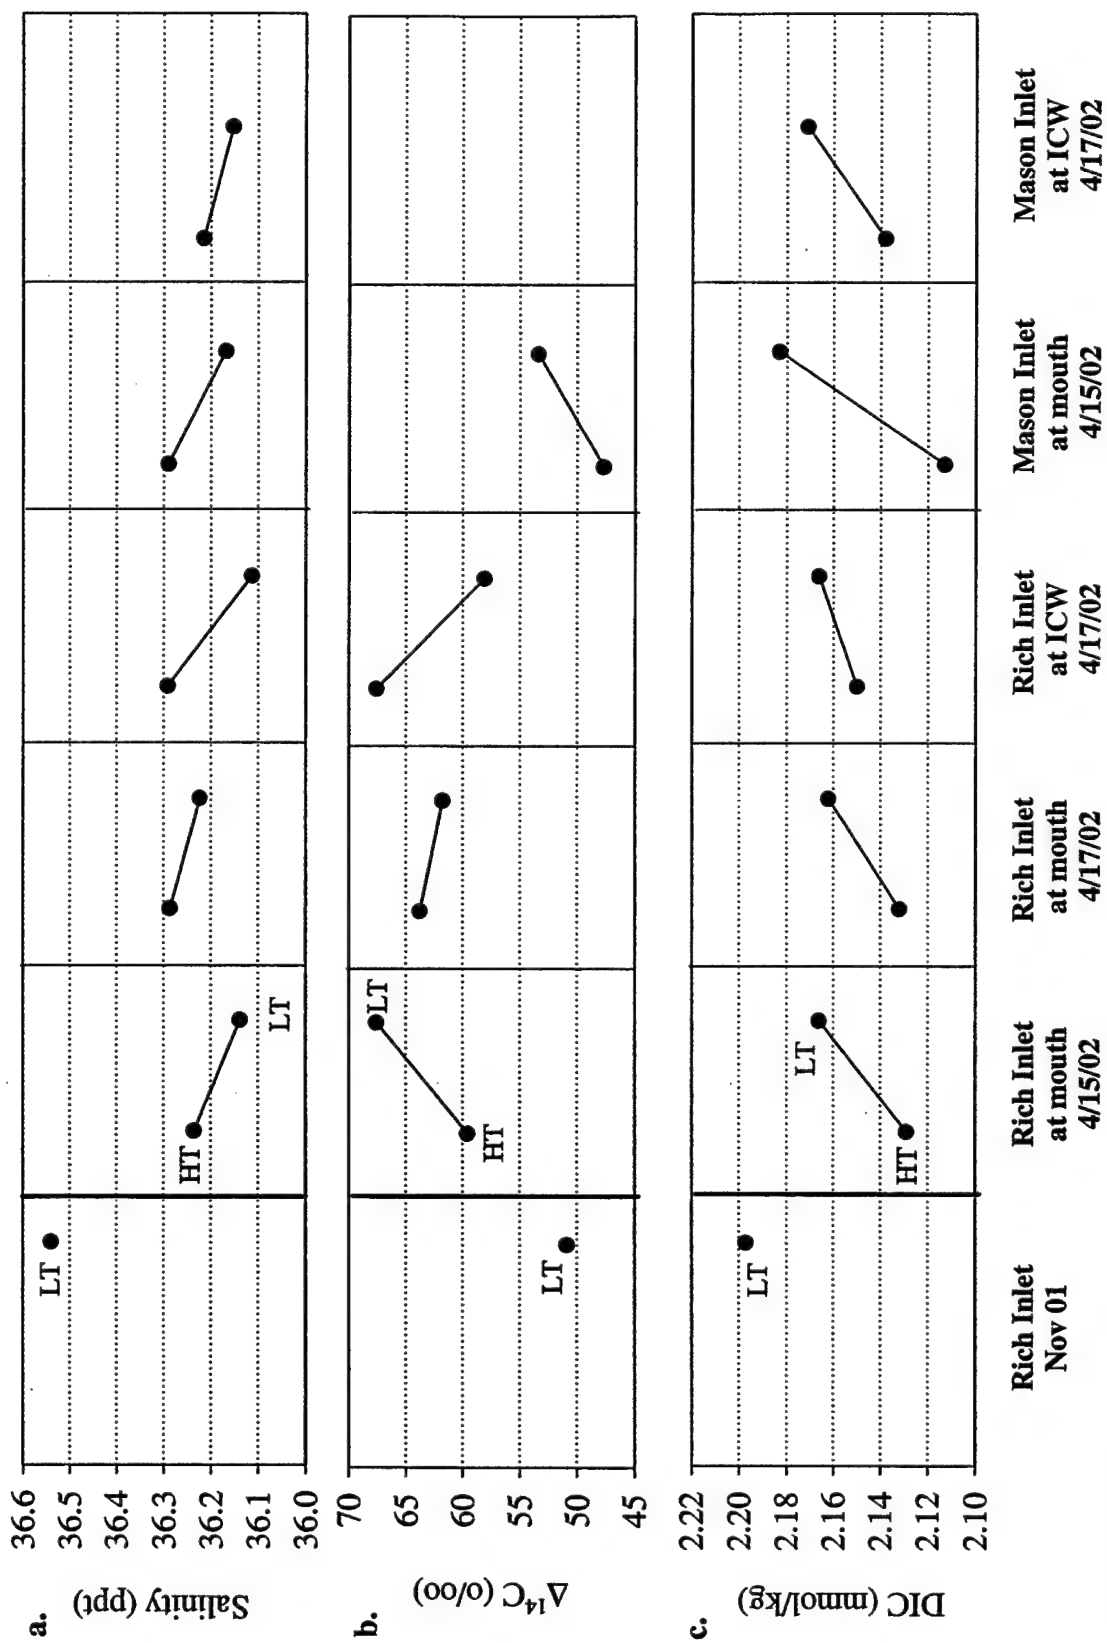 a.
Salinity (ppt)
36.6
36.5
36.4
36.3
36.2
36.1
36.0
LT
HT
LT
b.
Δ¹⁴C (o/oo)
70
65
60
55
50
45
LT
HT
LT
c.
DIC (mmol/kg)
2.22
2.20
2.18
2.16
2.14
2.12
2.10
LT
HT
LT
Rich Inlet
Nov 01
Rich Inlet
at mouth
4/15/02
Rich Inlet
at mouth
4/17/02
Rich Inlet
at ICW
4/17/02
Mason Inlet
at mouth
4/15/02
Mason Inlet
at ICW
4/17/02